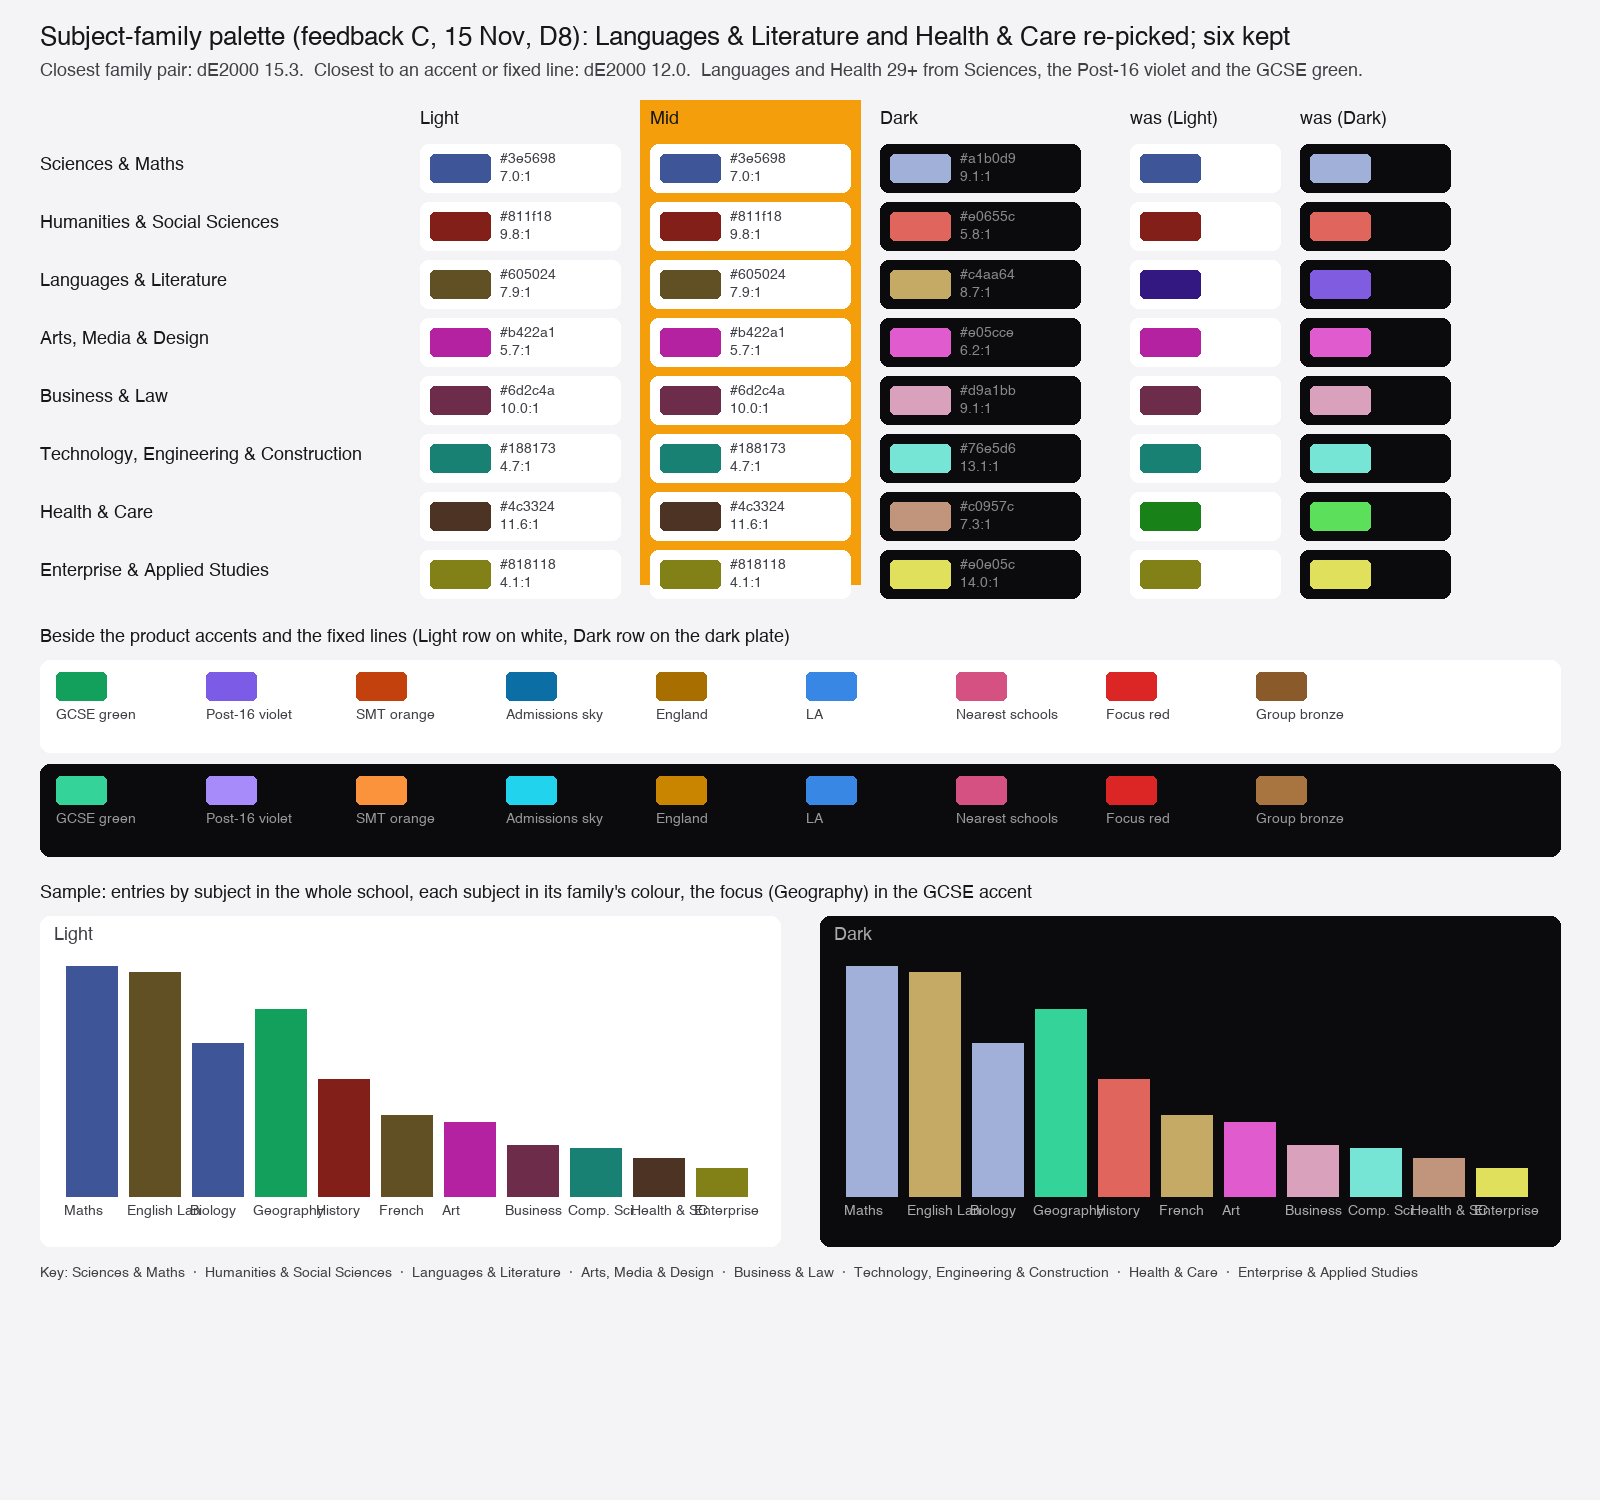 Subject-family palette (feedback C, 15 Nov, D8): Languages & Literature and Health & Care re-picked; six kept
Closest family pair: dE2000 15.3.  Closest to an accent or fixed line: dE2000 12.0.  Languages and Health 29+ from Sciences, the Post-16 violet and the GCSE green.
Light Mid Dark was (Light) was (Dark)
Sciences & Maths #3e5698 #3e5698 #a1b0d9
7.0:1 7.0:1 9.1:1
Humanities & Social Sciences #811f18 #811f18 #e0655c
9.8:1 9.8:1 5.8:1
Languages & Literature #605024 #605024 #c4aa64
7.9:1 7.9:1 8.7:1
Arts, Media & Design #b422a1 #b422a1 #e05cce
5.7:1 5.7:1 6.2:1
Business & Law #6d2c4a #6d2c4a #d9a1bb
10.0:1 10.0:1 9.1:1
Technology, Engineering & Construction #188173 #188173 #76e5d6
4.7:1 4.7:1 13.1:1
Health & Care #4c3324 #4c3324 #c0957c
11.6:1 11.6:1 7.3:1
Enterprise & Applied Studies #818118 #818118 #e0e05c
4.1:1 4.1:1 14.0:1
Beside the product accents and the fixed lines (Light row on white, Dark row on the dark plate)
GCSE green Post-16 violet SMT orange Admissions sky England LA Nearest schools Focus red Group bronze
GCSE green Post-16 violet SMT orange Admissions sky England LA Nearest schools Focus red Group bronze
Sample: entries by subject in the whole school, each subject in its family's colour, the focus (Geography) in the GCSE accent
Light
Maths English Lan Biology Geography History French Art Business Comp. Sci Health & SC Enterprise
Dark
Maths English Lan Biology Geography History French Art Business Comp. Sci Health & SC Enterprise
Key: Sciences & Maths · Humanities & Social Sciences · Languages & Literature · Arts, Media & Design · Business & Law · Technology, Engineering & Construction · Health & Care · Enterprise & Applied Studies